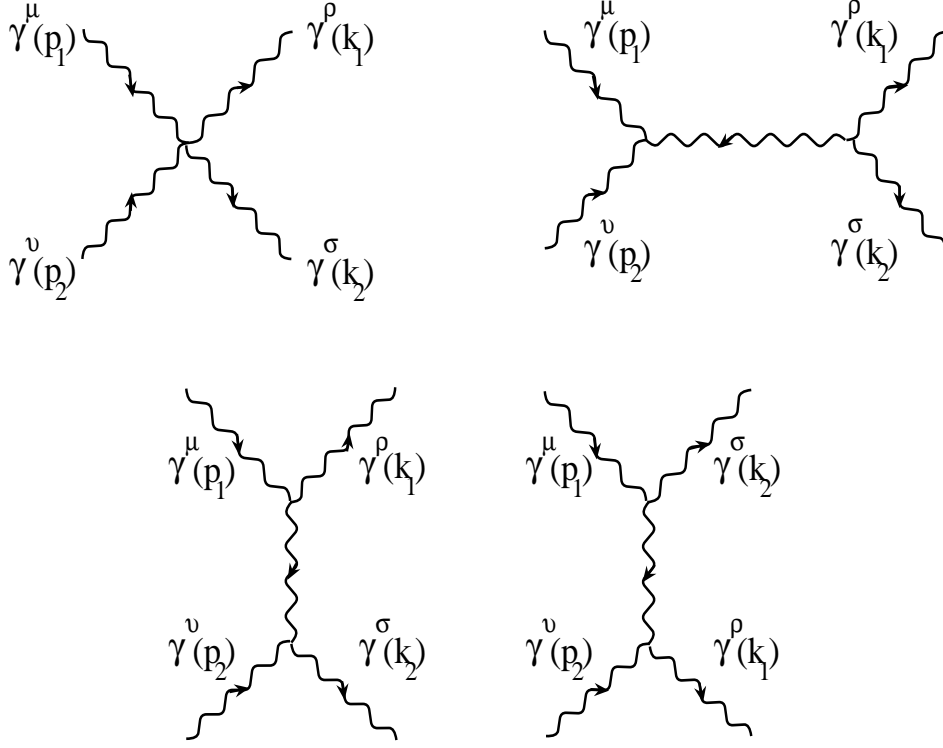 γ^μ(p_1) γ^ρ(k_1) γ^μ(p_1) γ^ρ(k_1)
γ^υ(p_2) γ^σ(k_2) γ^υ(p_2) γ^σ(k_2)
γ^μ(p_1) γ^ρ(k_1) γ^μ(p_1) γ^σ(k_2)
γ^υ(p_2) γ^σ(k_2) γ^υ(p_2) γ^ρ(k_1)